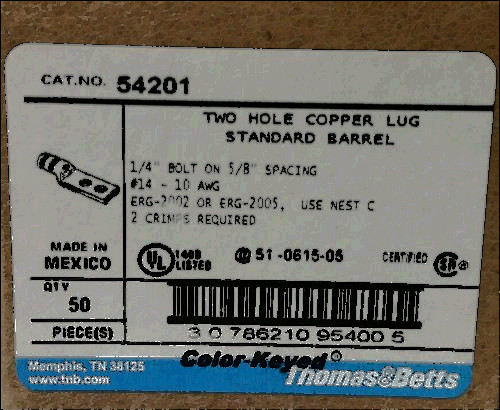 CAT.NO. 54201
TWO HOLE COPPER LUG
STANDARD BARREL
1/4" BOLT ON 5/8" SPACING
#14 - 10 AWG
ERG-2002 OR ERG-2005, USE NEST C
2 CRIMPS REQUIRED
MADE IN
MEXICO
UL
LISTED
51-0615-05
CERTIFIED
QTY
50
PIECE(S)
3 0 786210 95400 5
Color-Keyed®
Memphis, TN 38125
www.tnb.com
Thomas&Betts